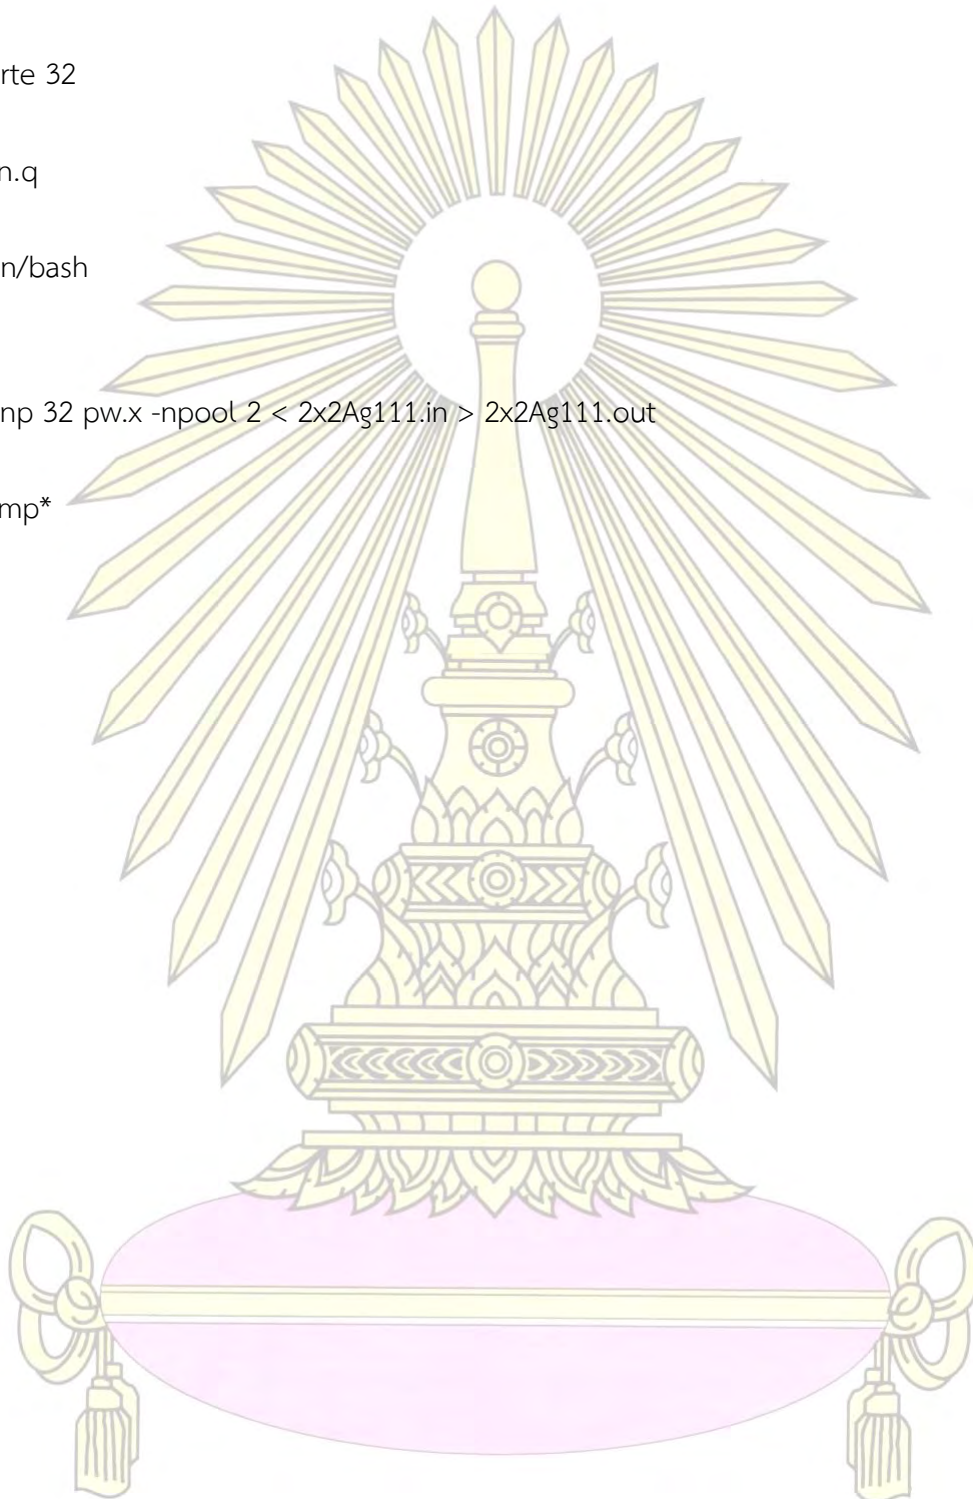 rte 32
n.q
n/bash
np 32 pw.x -npool 2 < 2x2Ag111.in > 2x2Ag111.out
mp*